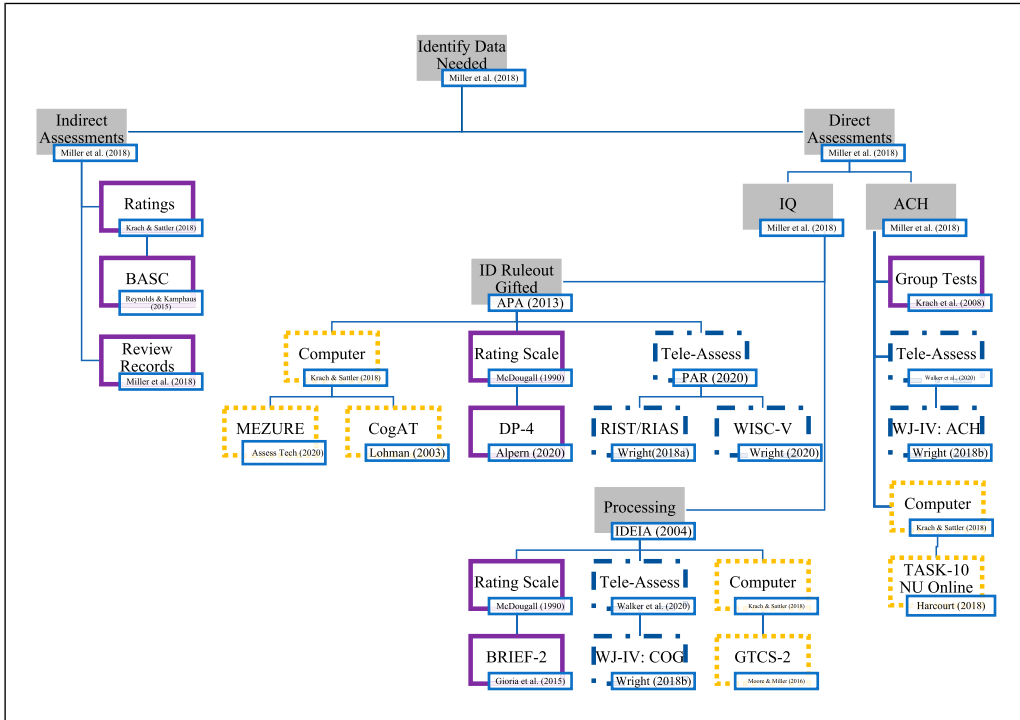 Identify Data
Needed
Miller et al. (2018)
Indirect
Assessments
Miller et al. (2018)
Direct
Assessments
Miller et al. (2018)
Ratings
Krach & Sattler (2018)
BASC
Reynolds & Kamphaus
(2015)
Review
Records
Miller et al. (2018)
IQ
Miller et al. (2018)
ACH
Miller et al. (2018)
ID Ruleout
Gifted
APA (2013)
Computer
Krach & Sattler (2018)
MEZURE
Assess Tech (2020)
CogAT
Lohman (2003)
Rating Scale
McDougall (1990)
DP-4
Alpern (2020)
Tele-Assess
PAR (2020)
RIST/RIAS
Wright(2018a)
WISC-V
Wright (2020)
Processing
IDEIA (2004)
Rating Scale
McDougall (1990)
BRIEF-2
Gioria et al. (2015)
Tele-Assess
Walker et al. (2020)
WJ-IV: COG
Wright (2018b)
Computer
Krach & Sattler (2018)
GTCS-2
Moore & Miller (2016)
Group Tests
Krach et al. (2008)
Tele-Assess
Walker et al. (2020)
WJ-IV: ACH
Wright (2018b)
Computer
Krach & Sattler (2018)
TASK-10
NU Online
Harcourt (2018)